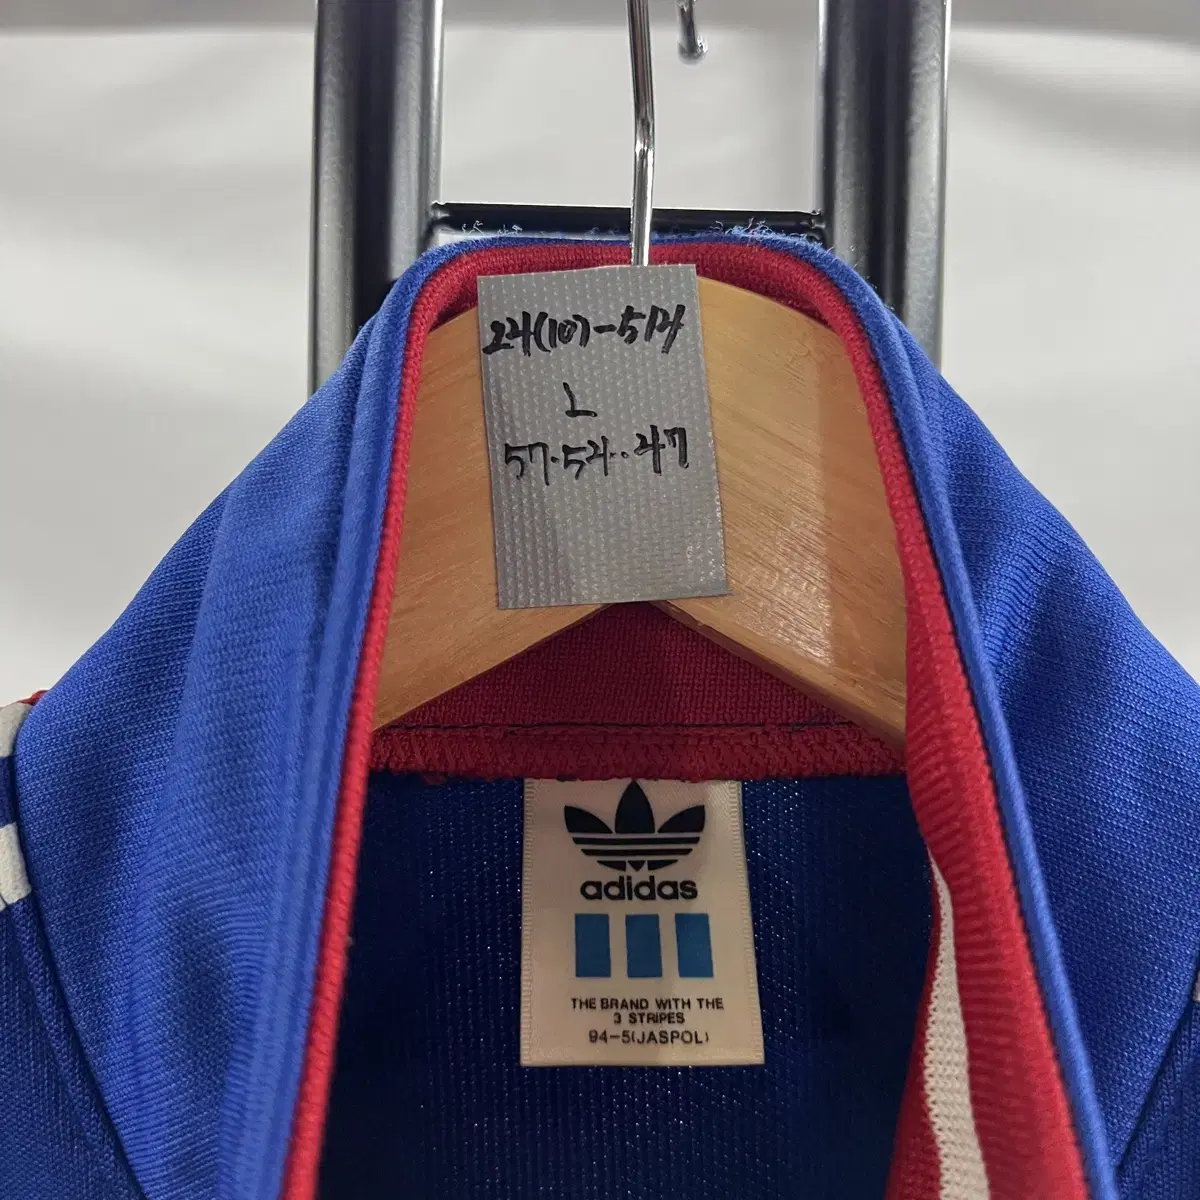 24(10)-514
L
57.54..47
adidas
THE BRAND WITH THE
3 STRIPES
94-5(JASPOL)